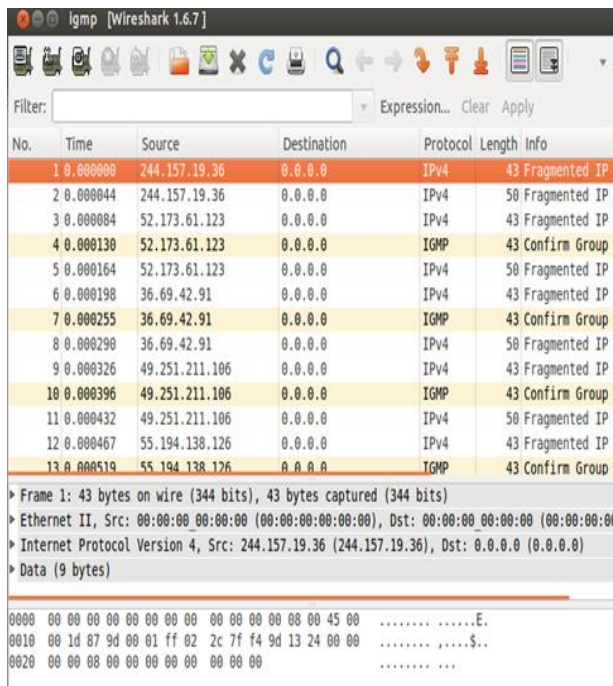 igmp [Wireshark 1.6.7]
Filter: Expression... Clear Apply
No. Time Source Destination Protocol Length Info
1 0.000000 244.157.19.36 0.0.0.0 IPv4 43 Fragmented IP
2 0.000044 244.157.19.36 0.0.0.0 IPv4 50 Fragmented IP
3 0.000084 52.173.61.123 0.0.0.0 IPv4 43 Fragmented IP
4 0.000130 52.173.61.123 0.0.0.0 IGMP 43 Confirm Group
5 0.000164 52.173.61.123 0.0.0.0 IPv4 50 Fragmented IP
6 0.000198 36.69.42.91 0.0.0.0 IPv4 43 Fragmented IP
7 0.000255 36.69.42.91 0.0.0.0 IGMP 43 Confirm Group
8 0.000290 36.69.42.91 0.0.0.0 IPv4 50 Fragmented IP
9 0.000326 49.251.211.106 0.0.0.0 IPv4 43 Fragmented IP
10 0.000396 49.251.211.106 0.0.0.0 IGMP 43 Confirm Group
11 0.000432 49.251.211.106 0.0.0.0 IPv4 50 Fragmented IP
12 0.000467 55.194.138.126 0.0.0.0 IPv4 43 Fragmented IP
13 0.000519 55.194.138.126 0.0.0.0 IGMP 43 Confirm Group
Frame 1: 43 bytes on wire (344 bits), 43 bytes captured (344 bits)
Ethernet II, Src: 00:00:00_00:00:00 (00:00:00:00:00:00), Dst: 00:00:00_00:00:00 (00:00:00:0
Internet Protocol Version 4, Src: 244.157.19.36 (244.157.19.36), Dst: 0.0.0.0 (0.0.0.0)
Data (9 bytes)
0000 00 00 00 00 00 00 00 00 00 00 00 00 08 00 45 00 ........ ......E.
0010 00 1d 87 9d 00 01 ff 02 2c 7f f4 9d 13 24 00 00 ........ ,....$..
0020 00 00 08 00 00 00 00 00 00 00 00 ........ ...